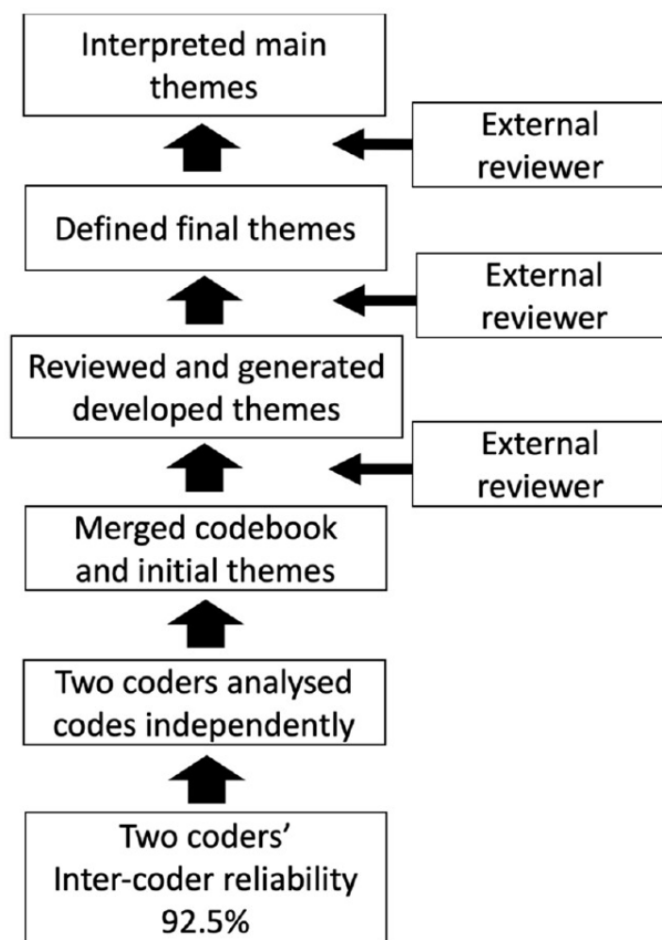 Interpreted main
themes
External
reviewer
Defined final themes
External
reviewer
Reviewed and generated
developed themes
External
reviewer
Merged codebook
and initial themes
Two coders analysed
codes independently
Two coders’
Inter-coder reliability
92.5%